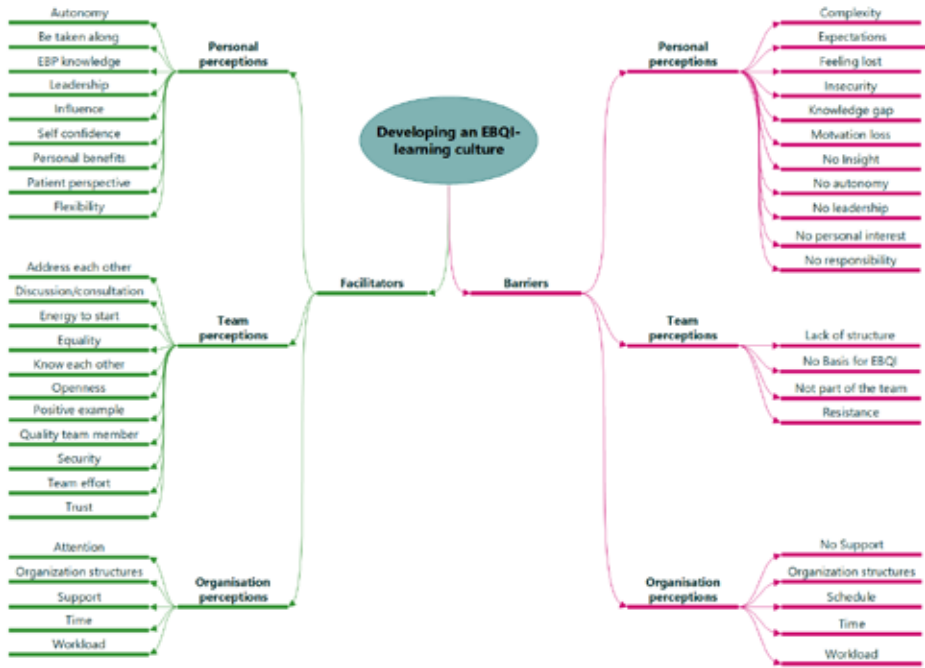 Developing an EBQI-
learning culture
Facilitators
Personal
perceptions
Autonomy
Be taken along
EBP knowledge
Leadership
Influence
Self confidence
Personal benefits
Patient perspective
Flexibility
Team
perceptions
Address each other
Discussion/consultation
Energy to start
Equality
Know each other
Openness
Positive example
Quality team member
Security
Team effort
Trust
Organisation
perceptions
Attention
Organization structures
Support
Time
Workload
Barriers
Personal
perceptions
Complexity
Expectations
Feeling lost
Insecurity
Knowledge gap
Motvation loss
No Insight
No autonomy
No leadership
No personal interest
No responsibility
Team
perceptions
Lack of structure
No Basis for EBQI
Not part of the team
Resistance
Organisation
perceptions
No Support
Organization structures
Schedule
Time
Workload